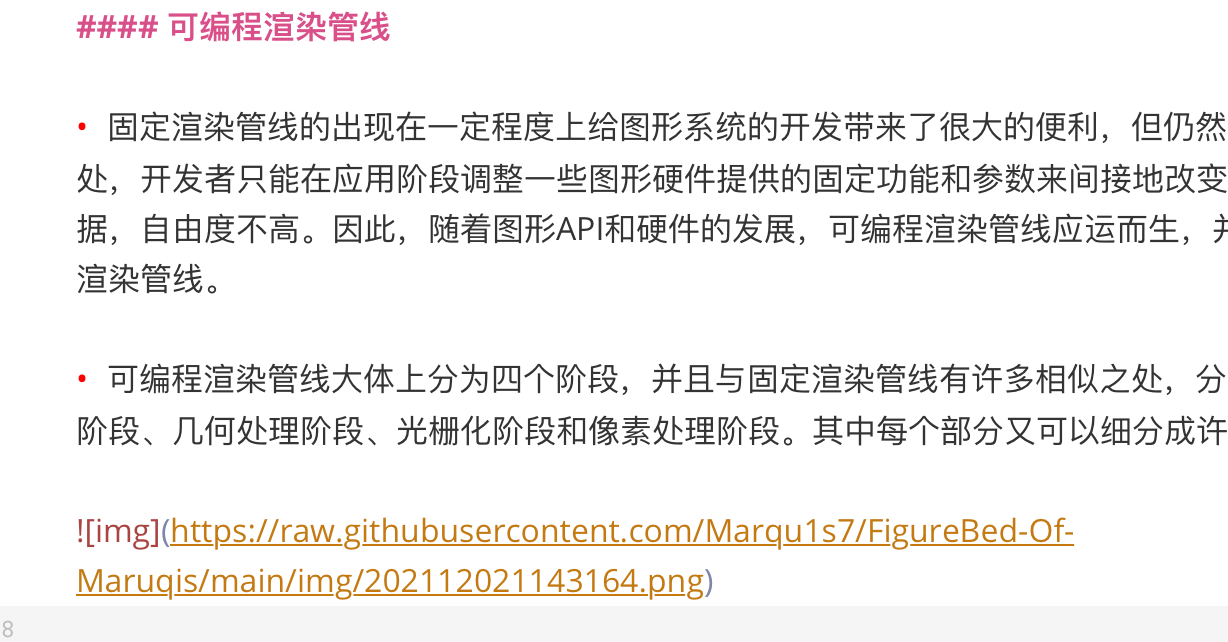 #### 可编程渲染管线
• 固定渲染管线的出现在一定程度上给图形系统的开发带来了很大的便利，但仍然
处，开发者只能在应用阶段调整一些图形硬件提供的固定功能和参数来间接地改变
据，自由度不高。因此，随着图形API和硬件的发展，可编程渲染管线应运而生，
渲染管线。
• 可编程渲染管线大体上分为四个阶段，并且与固定渲染管线有许多相似之处，分
阶段、几何处理阶段、光栅化阶段和像素处理阶段。其中每个部分又可以细分成许
![img](https://raw.githubusercontent.com/Marqu1s7/FigureBed-Of-
Maruqis/main/img/202112021143164.png)
8